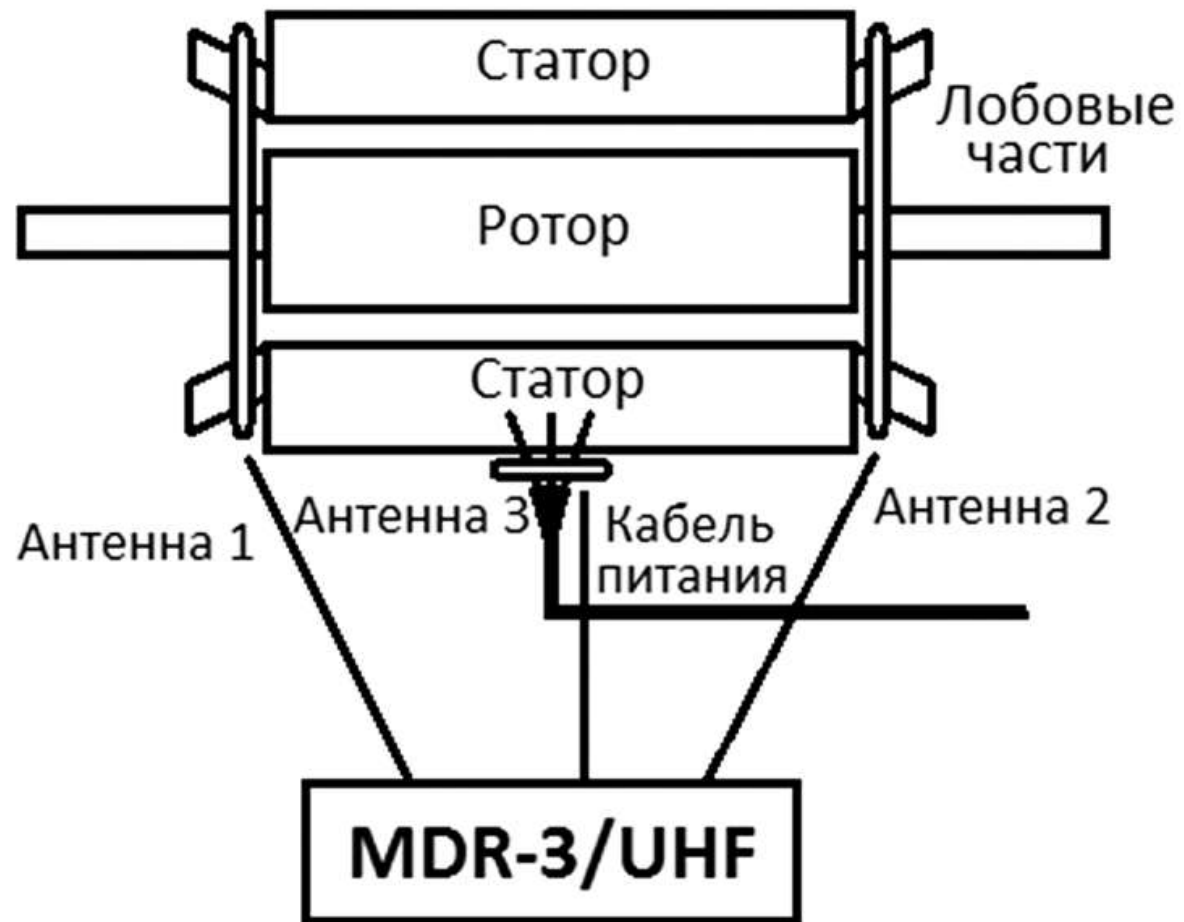 Статор
Лобовые
части
Ротор
Статор
Антенна 1
Антенна 3
Кабель
питания
Антенна 2
MDR-3/UHF